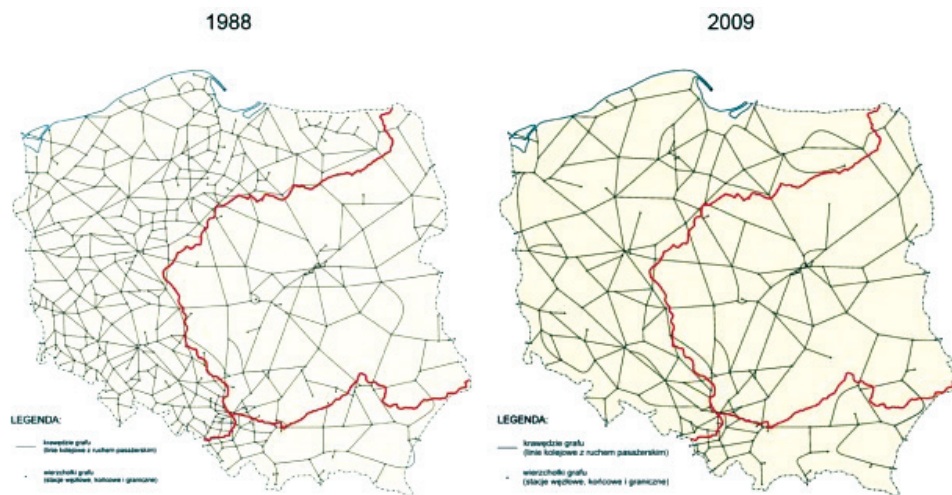 1988
2009
LEGENDA:
krawędzie grafu
(linie kolejowe z ruchem pasażerskim)
wierzchołki grafu
(stacje węzłowe, końcowe i graniczne)
LEGENDA:
krawędzie grafu
(linie kolejowe z ruchem pasażerskim)
wierzchołki grafu
(stacje węzłowe, końcowe i graniczne)